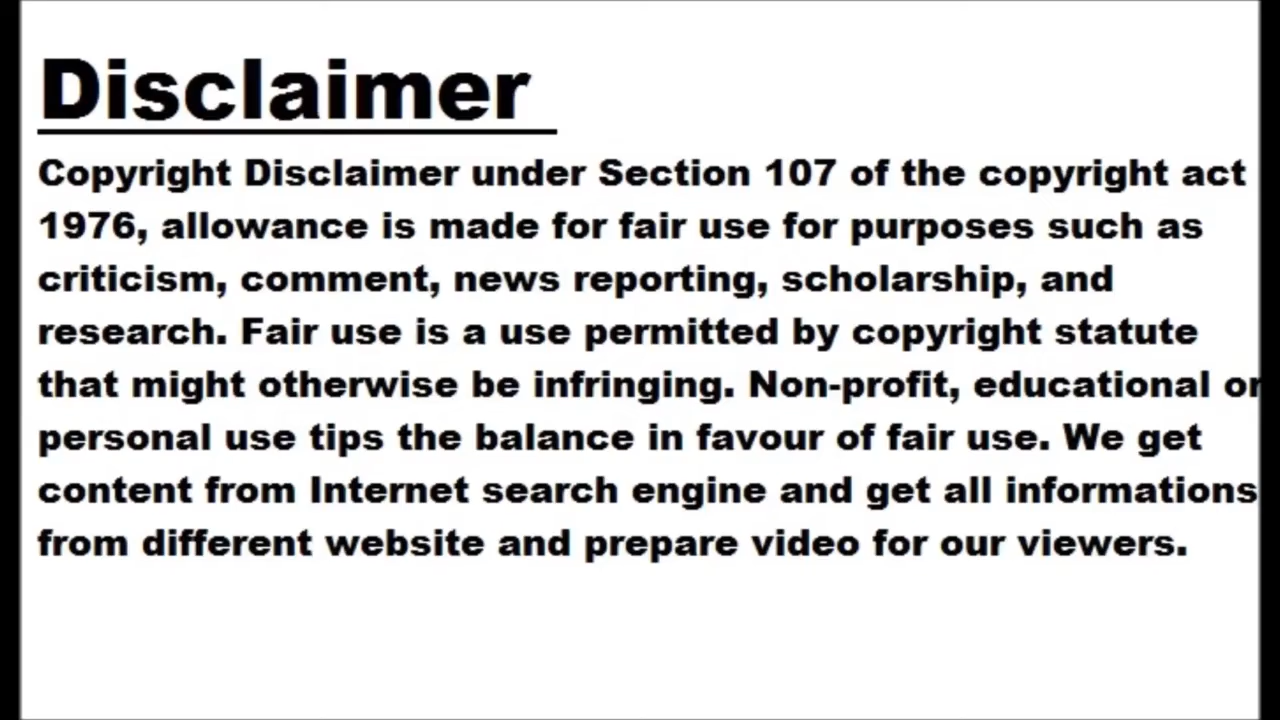 Disclaimer
Copyright Disclaimer under Section 107 of the copyright act
1976, allowance is made for fair use for purposes such as
criticism, comment, news reporting, scholarship, and
research. Fair use is a use permitted by copyright statute
that might otherwise be infringing. Non-profit, educational or
personal use tips the balance in favour of fair use. We get
content from Internet search engine and get all informations
from different website and prepare video for our viewers.